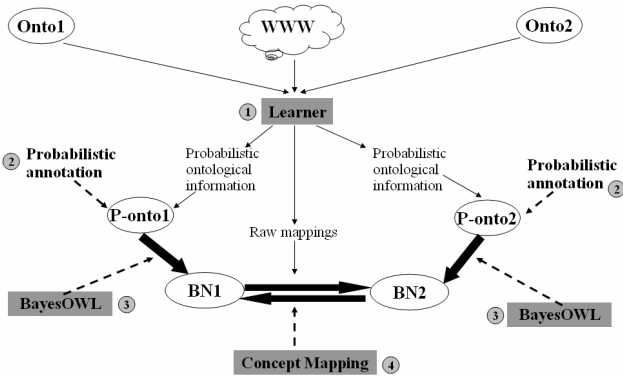 Onto1
WWW
Onto2
1
Learner
2
Probabilistic
annotation
Probabilistic
ontological
information
Probabilistic
ontological
information
Probabilistic
annotation
2
P-onto1
P-onto2
Raw mappings
BN1
BN2
BayesOWL
3
3
BayesOWL
Concept Mapping
4